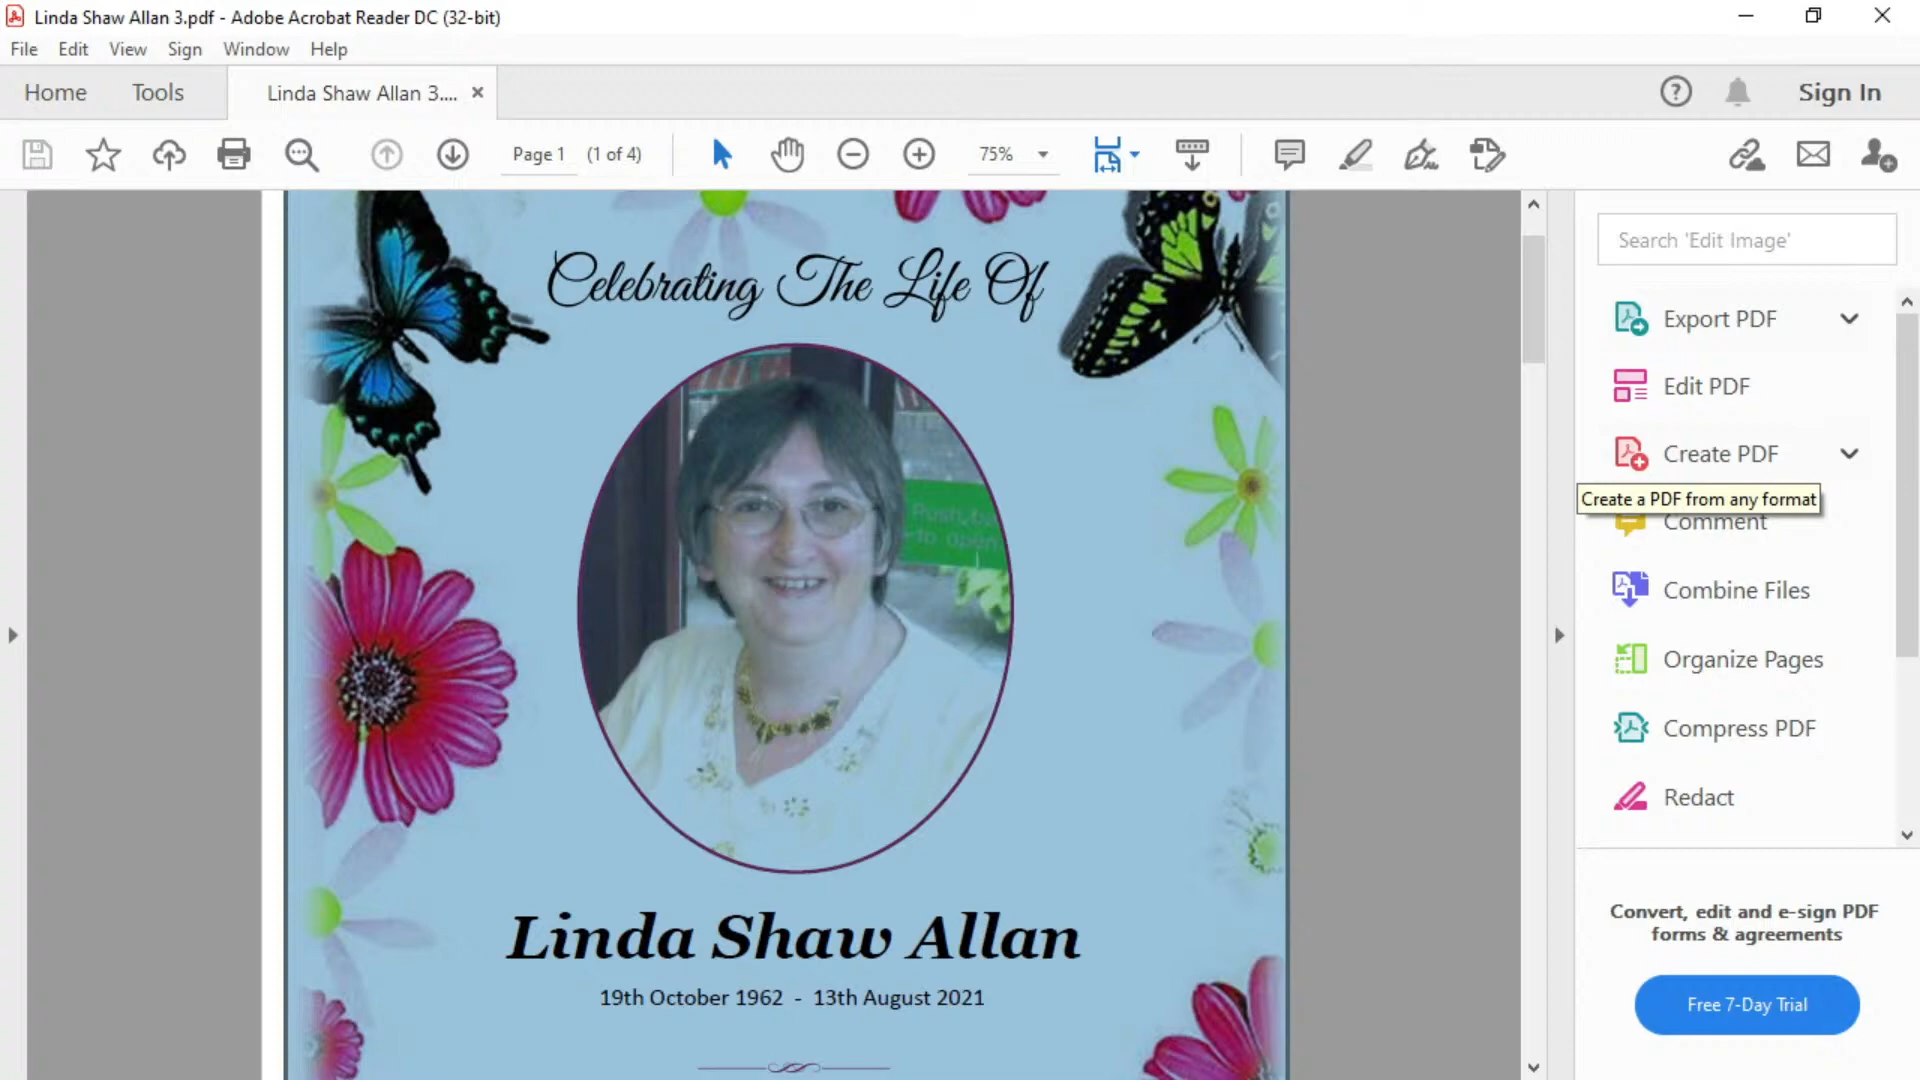 Linda Shaw Allan 3.pdf - Adobe Acrobat Reader DC (32-bit)
File Edit View Sign Window Help
Home Tools Linda Shaw Allan 3.... Sign In
Page 1 (1 of 4) 75%
Celebrating The Life Of
Linda Shaw Allan
19th October 1962 - 13th August 2021
Search 'Edit Image'
Export PDF
Edit PDF
Create PDF
Create a PDF from any format
Comment
Combine Files
Organize Pages
Compress PDF
Redact
Convert, edit and e-sign PDF
forms & agreements
Free 7-Day Trial